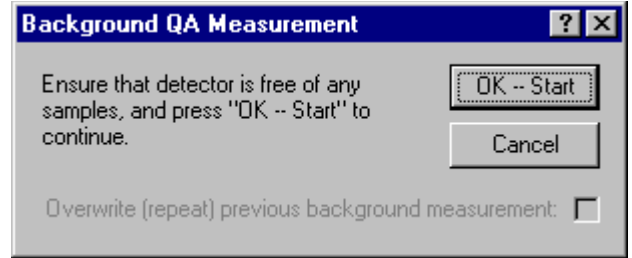 Background QA Measurement
Ensure that detector is free of any
samples, and press "OK -- Start" to
continue.
OK -- Start
Cancel
Overwrite (repeat) previous background measurement: